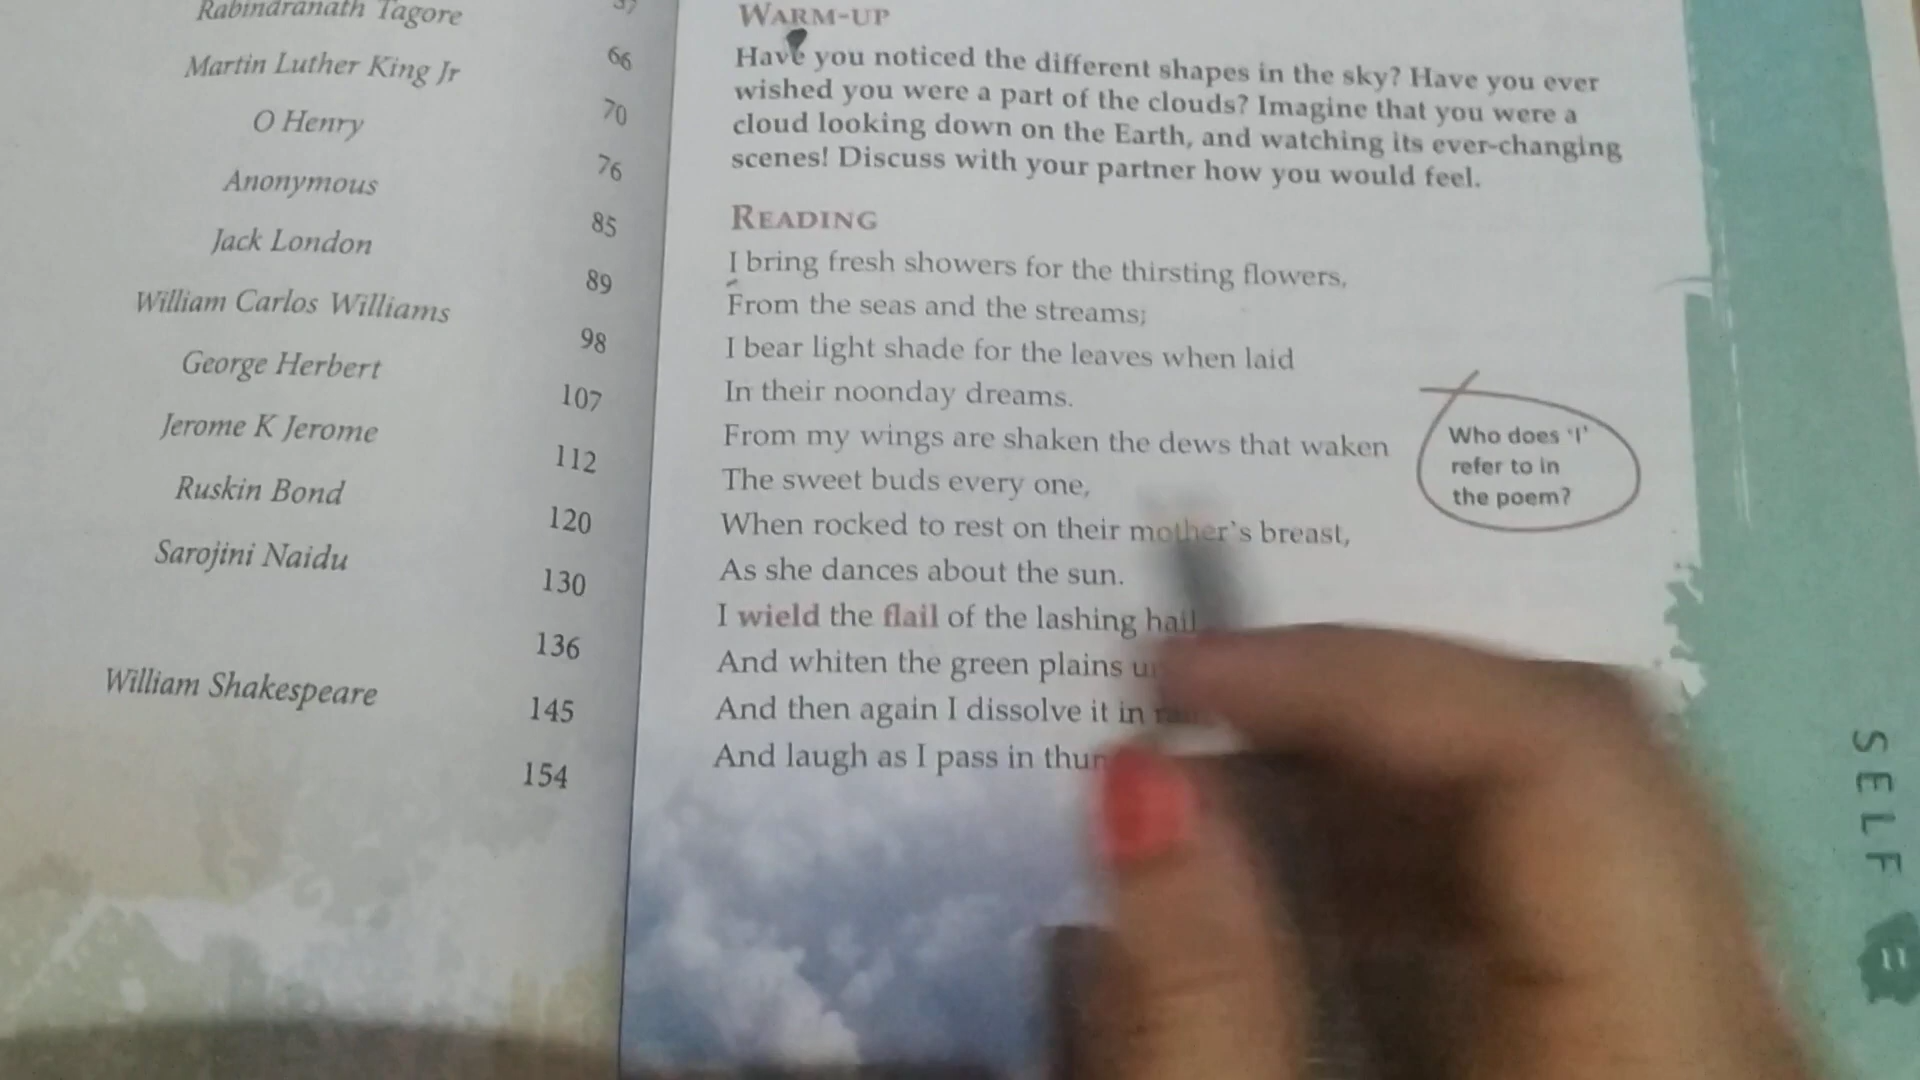 Rabindranath Tagore
Martin Luther King Jr
O Henry
Anonymous
Jack London
William Carlos Williams
George Herbert
Jerome K Jerome
Ruskin Bond
Sarojini Naidu
William Shakespeare
66
70
76
85
89
98
107
112
120
130
136
145
154
WARM-UP
Have you noticed the different shapes in the sky? Have you ever
wished you were a part of the clouds? Imagine that you were a
cloud looking down on the Earth, and watching its ever-changing
scenes! Discuss with your partner how you would feel.
READING
I bring fresh showers for the thirsting flowers,
From the seas and the streams;
I bear light shade for the leaves when laid
In their noonday dreams.
From my wings are shaken the dews that waken
The sweet buds every one,
When rocked to rest on their mother's breast,
As she dances about the sun.
I wield the flail of the lashing hail
And whiten the green plains
And then again I dissolve it in
And laugh as I pass in
Who does 'I'
refer to in
the poem?
SELF
11